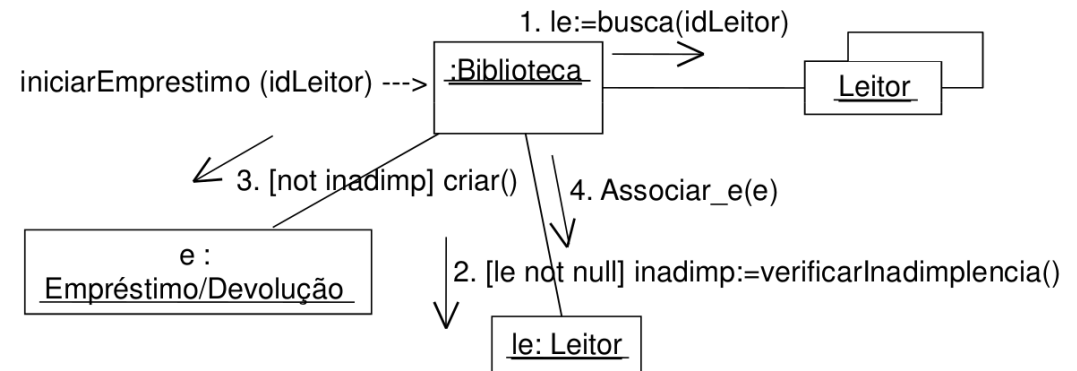 1. le:=busca(idLeitor)
:Biblioteca
iniciarEmprestimo (idLeitor) --->
Leitor
3. [not inadimp] criar()
4. Associar_e(e)
e :
Empréstimo/Devolução
2. [le not null] inadimp:=verificarInadimplencia()
le: Leitor